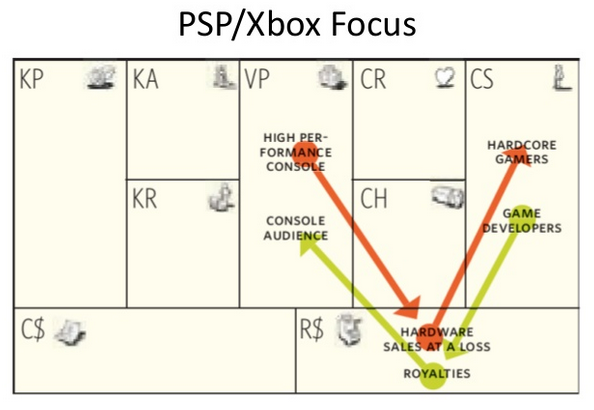 PSP/Xbox Focus
KP
KA
VP
CR
CS
HIGH PER-
FORMANCE
CONSOLE
HARDCORE
GAMERS
KR
CH
CONSOLE
AUDIENCE
GAME
DEVELOPERS
C$
R$
HARDWARE
SALES AT A LOSS
ROYALTIES